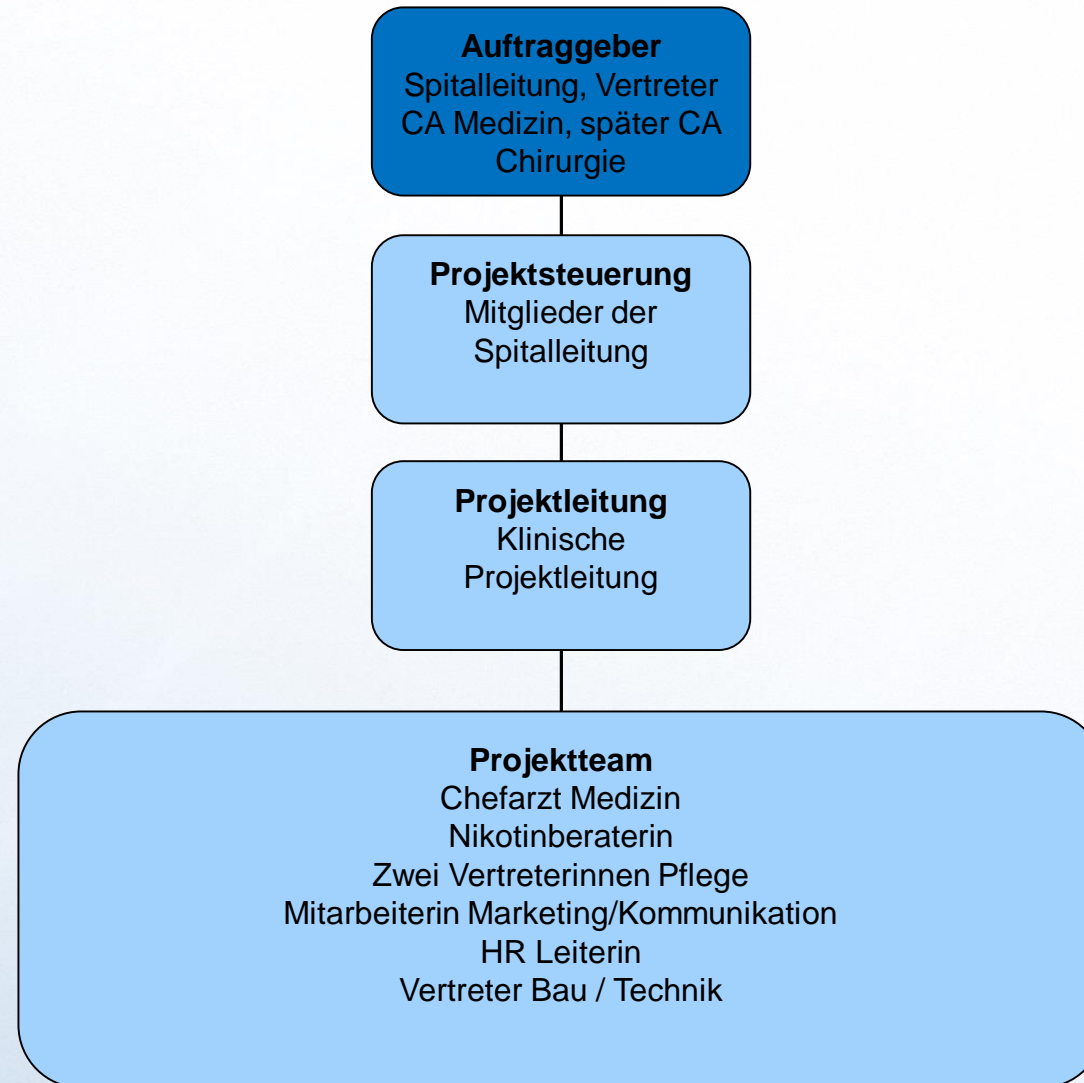 Auftraggeber
Spitalleitung, Vertreter
CA Medizin, später CA
Chirurgie
Projektsteuerung
Mitglieder der
Spitalleitung
Projektleitung
Klinische
Projektleitung
Projektteam
Chefarzt Medizin
Nikotinberaterin
Zwei Vertreterinnen Pflege
Mitarbeiterin Marketing/Kommunikation
HR Leiterin
Vertreter Bau / Technik